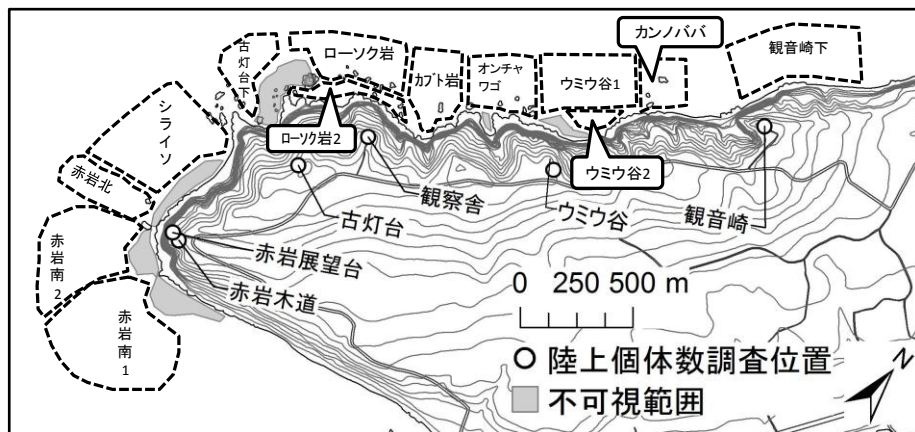 古灯台下
ローソク岩
カブト岩
オンチャ
ワゴ
ウミウ谷1
カンノババ
観音崎下
シライソ
ローソク岩2
ウミウ谷2
赤岩北
赤岩南2
赤岩南1
観察舎
古灯台
赤岩展望台
赤岩木道
ウミウ谷
観音崎
0 250 500 m
陸上個体数調査位置
不可視範囲
N